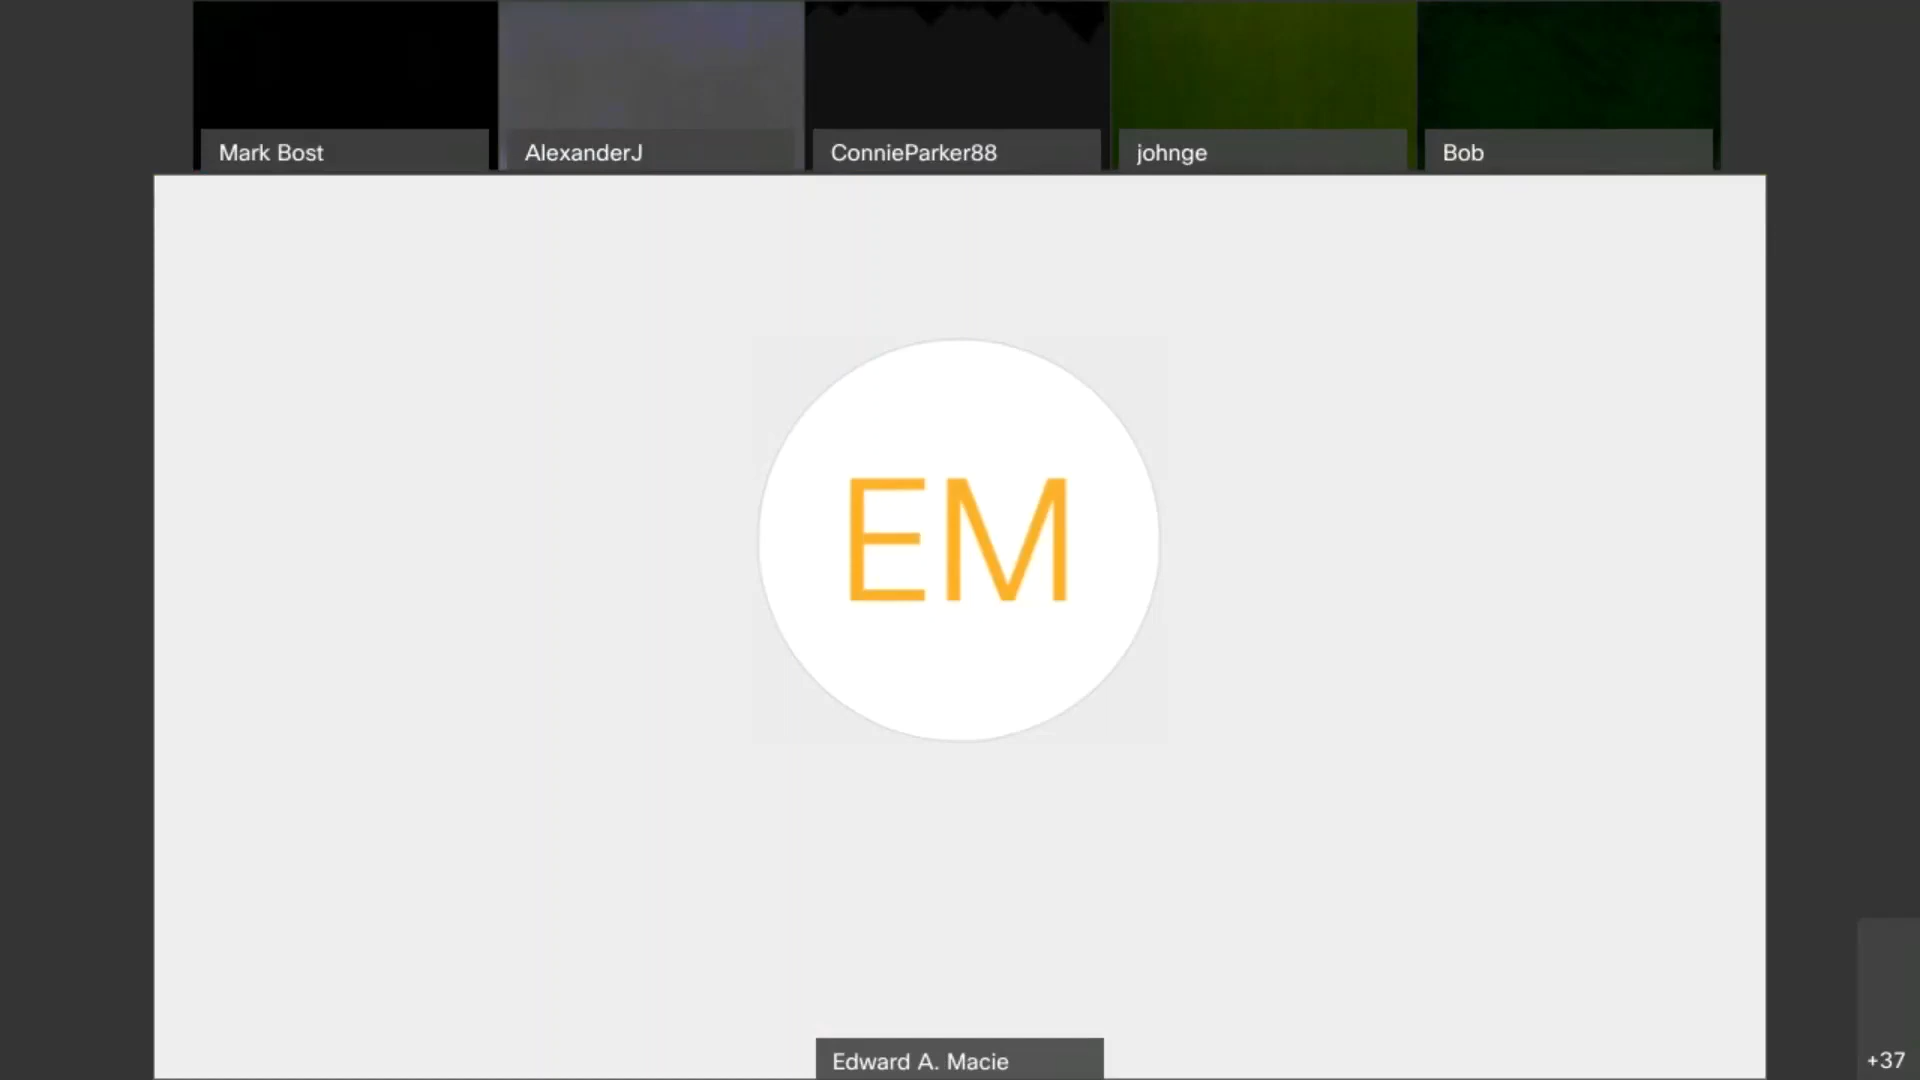 Mark Bost
AlexanderJ
ConnieParker88
johnge
Bob
EM
Edward A. Macie
+37